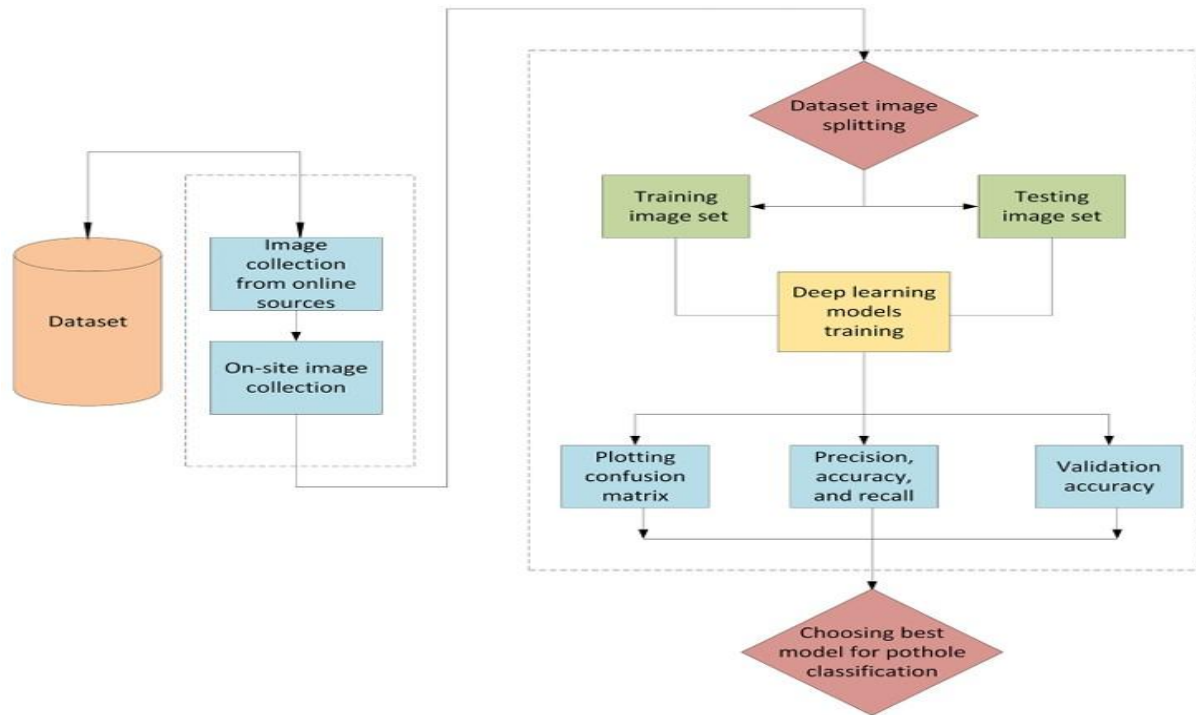 Dataset
Image
collection
from online
sources
On-site image
collection
Dataset image
splitting
Training
image set
Testing
image set
Deep learning
models
training
Plotting
confusion
matrix
Precision,
accuracy,
and recall
Validation
accuracy
Choosing best
model for pothole
classification